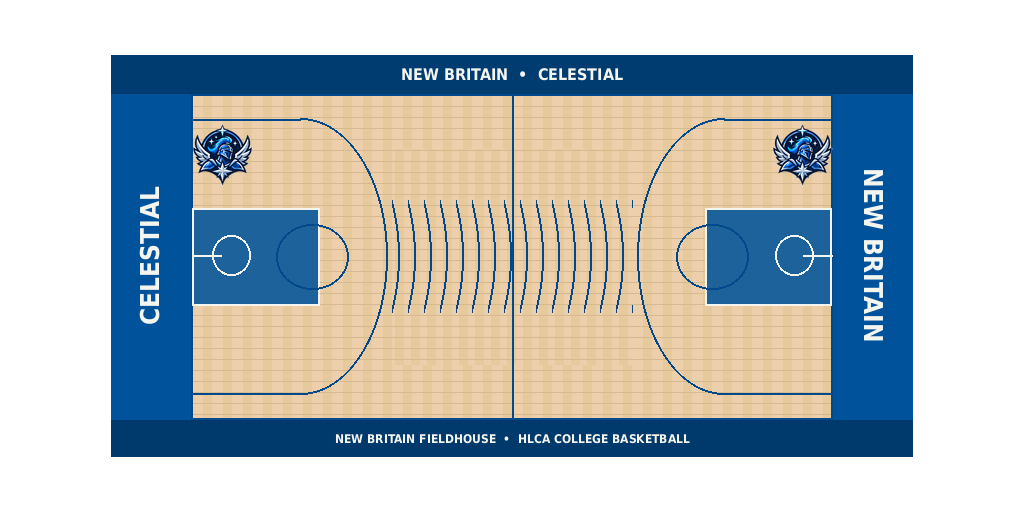 NEW BRITAIN • CELESTIAL
CELESTIAL
NEW BRITAIN
NEW BRITAIN FIELDHOUSE • HLCA COLLEGE BASKETBALL